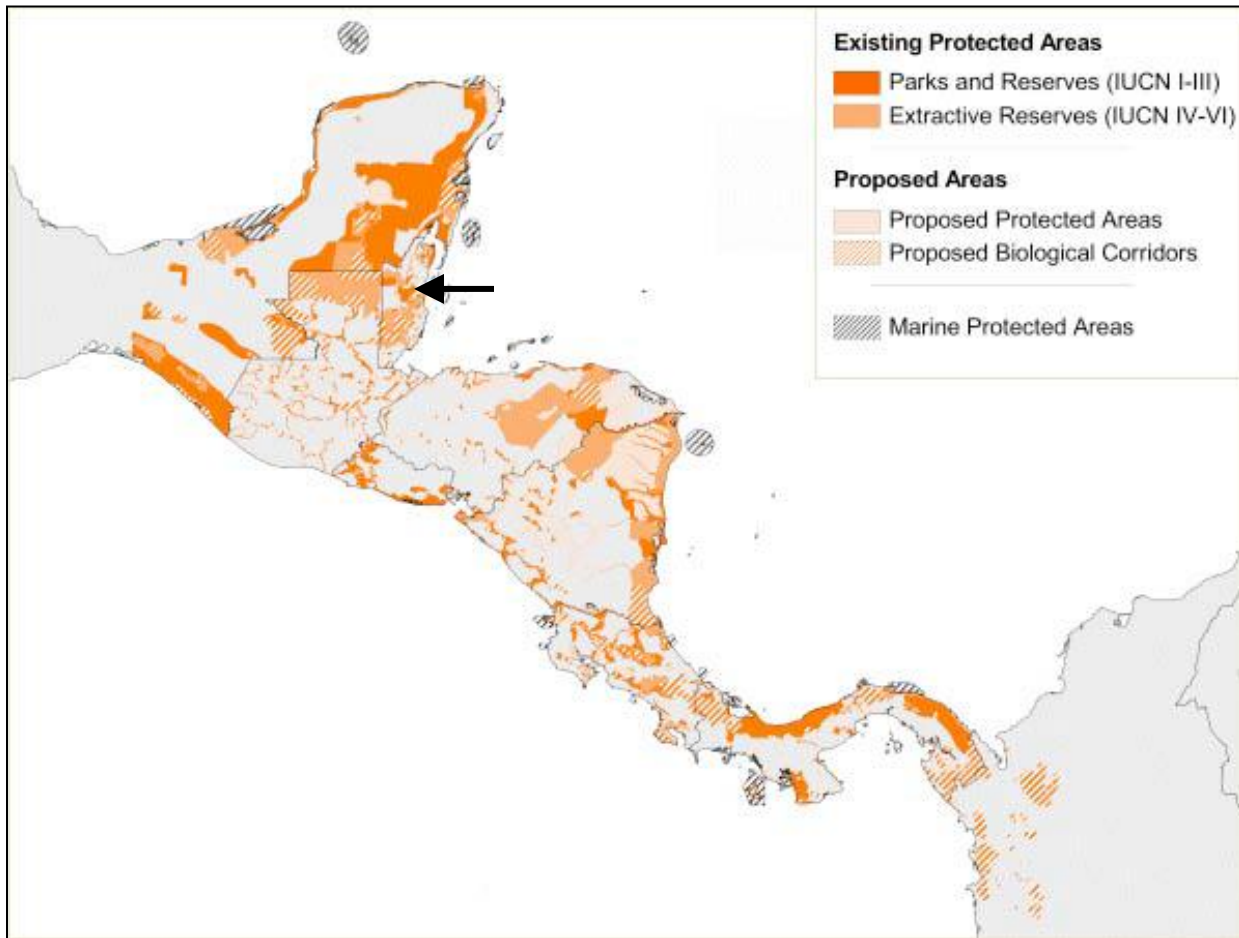 Existing Protected Areas
Parks and Reserves (IUCN I-III)
Extractive Reserves (IUCN IV-VI)
Proposed Areas
Proposed Protected Areas
Proposed Biological Corridors
Marine Protected Areas